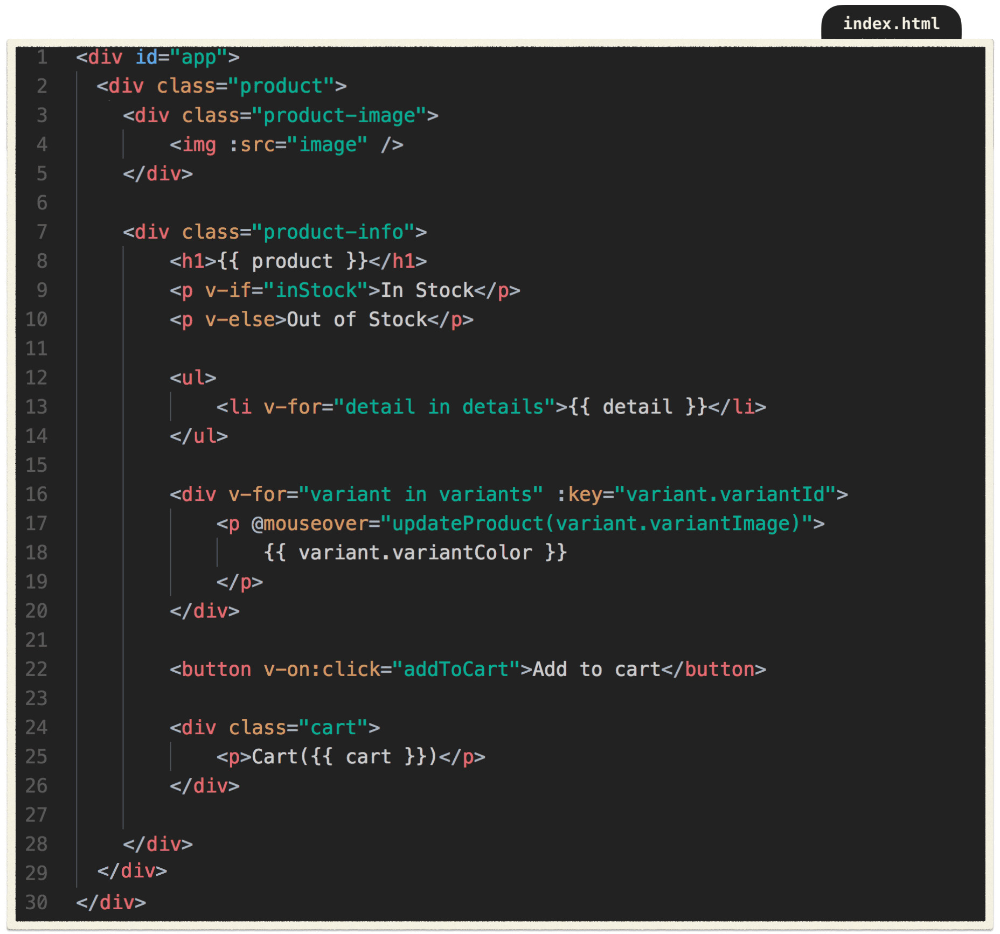 index.html
1 <div id="app">
2 <div class="product">
3 <div class="product-image">
4 <img :src="image" />
5 </div>
6
7 <div class="product-info">
8 <h1>{{ product }}</h1>
9 <p v-if="inStock">In Stock</p>
10 <p v-else>Out of Stock</p>
11
12 <ul>
13 <li v-for="detail in details">{{ detail }}</li>
14 </ul>
15
16 <div v-for="variant in variants" :key="variant.variantId">
17 <p @mouseover="updateProduct(variant.variantImage)">
18 {{ variant.variantColor }}
19 </p>
20 </div>
21
22 <button v-on:click="addToCart">Add to cart</button>
23
24 <div class="cart">
25 <p>Cart({{ cart }})</p>
26 </div>
27
28 </div>
29 </div>
30 </div>